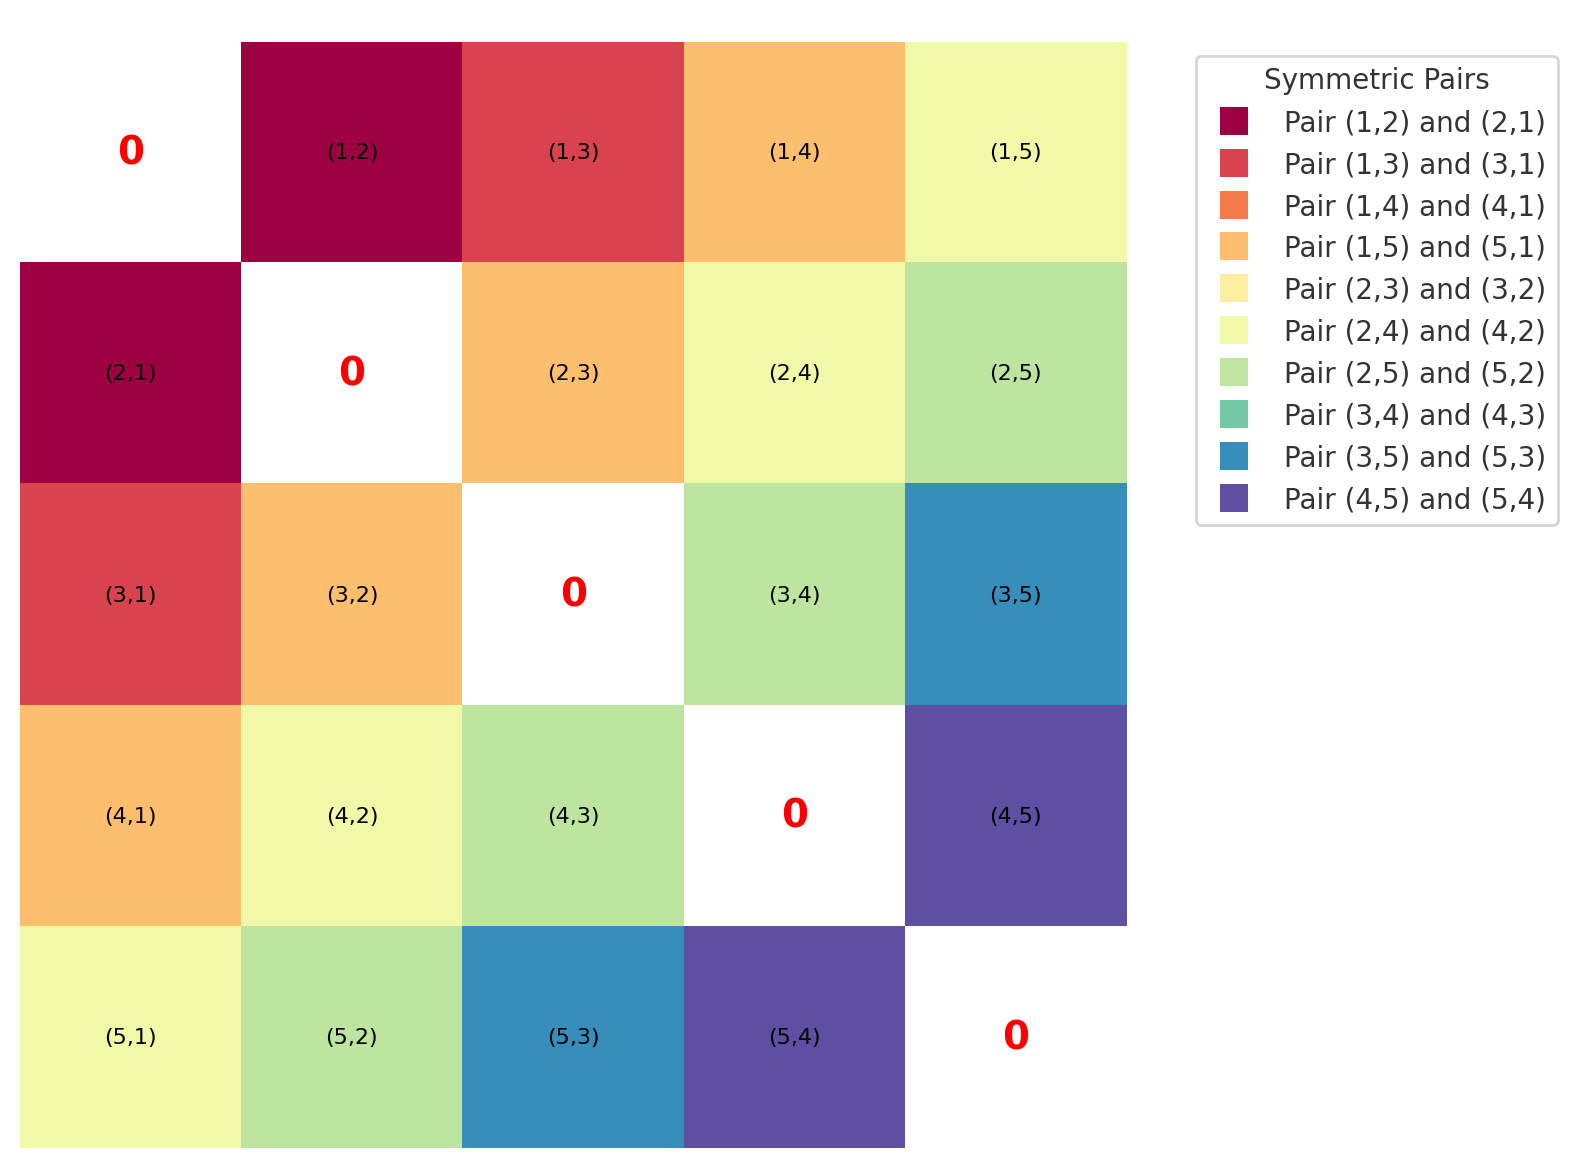 0 (1,2) (1,3) (1,4) (1,5)
(2,1) 0 (2,3) (2,4) (2,5)
(3,1) (3,2) 0 (3,4) (3,5)
(4,1) (4,2) (4,3) 0 (4,5)
(5,1) (5,2) (5,3) (5,4) 0
Symmetric Pairs
Pair (1,2) and (2,1)
Pair (1,3) and (3,1)
Pair (1,4) and (4,1)
Pair (1,5) and (5,1)
Pair (2,3) and (3,2)
Pair (2,4) and (4,2)
Pair (2,5) and (5,2)
Pair (3,4) and (4,3)
Pair (3,5) and (5,3)
Pair (4,5) and (5,4)